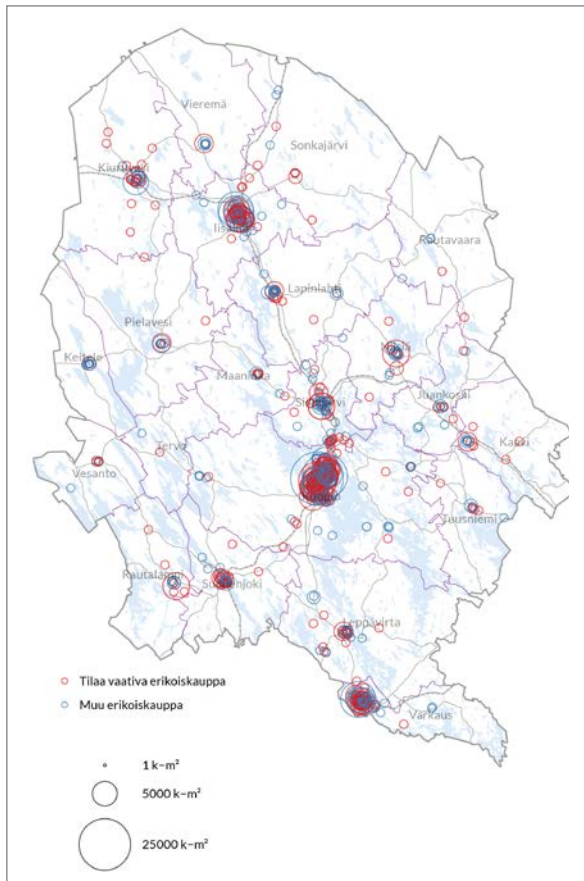 Vieremä
Sonkajärvi
Kiuruvesi
Iisalmi
Rautavaara
Lapinlahti
Pielavesi
Nilsiä
Keitele
Maaninka
Siilinjärvi
Juankoski
Kaavi
Tervo
Vesanto
Kuopio
Tuusniemi
Rautalampi
Suonenjoki
Leppävirta
Varkaus
Tilaa vaativa erikoiskauppa
Muu erikoiskauppa
1 k-m²
5000 k-m²
25000 k-m²